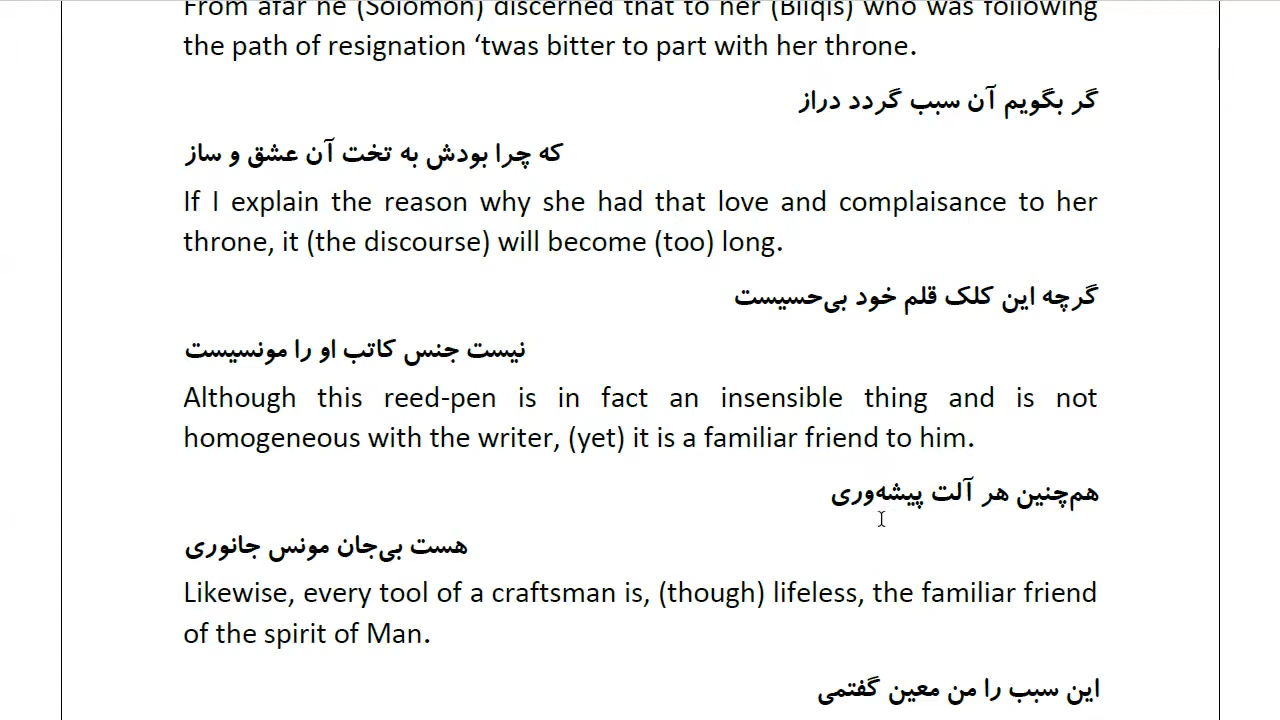 From afar he (Solomon) discerned that to her (Bilqis) who was following
the path of resignation ‘twas bitter to part with her throne.
گر بگویم آن سبب گردد دراز
که چرا بودش به تخت آن عشق و ساز
If I explain the reason why she had that love and complaisance to her
throne, it (the discourse) will become (too) long.
گرچه این کلک قلم خود بی‌حسیست
نیست جنس کاتب او را مونسیست
Although this reed-pen is in fact an insensible thing and is not
homogeneous with the writer, (yet) it is a familiar friend to him.
هم‌چنین هر آلت پیشه‌وری
هست بی‌جان مونس جانوری
Likewise, every tool of a craftsman is, (though) lifeless, the familiar friend
of the spirit of Man.
این سبب را من معین گفتمی